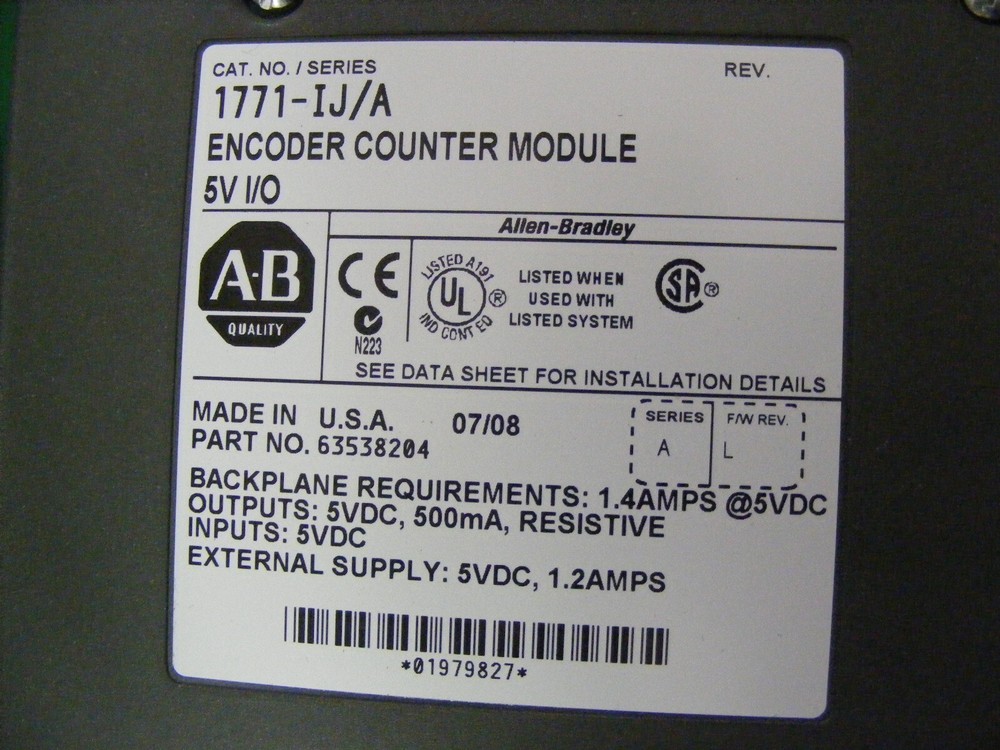 CAT. NO. / SERIES
REV.
1771-IJ/A
ENCODER COUNTER MODULE
5V I/O
Allen-Bradley
A-B
QUALITY
CE
N223
LISTED A191
UL ®
IND CONT EQ
LISTED WHEN
USED WITH
LISTED SYSTEM
SA ®
SEE DATA SHEET FOR INSTALLATION DETAILS
MADE IN U.S.A. 07/08
PART NO. 63538204
SERIES
A
F/W REV.
L
BACKPLANE REQUIREMENTS: 1.4AMPS @5VDC
OUTPUTS: 5VDC, 500mA, RESISTIVE
INPUTS: 5VDC
EXTERNAL SUPPLY: 5VDC, 1.2AMPS
*01979827*